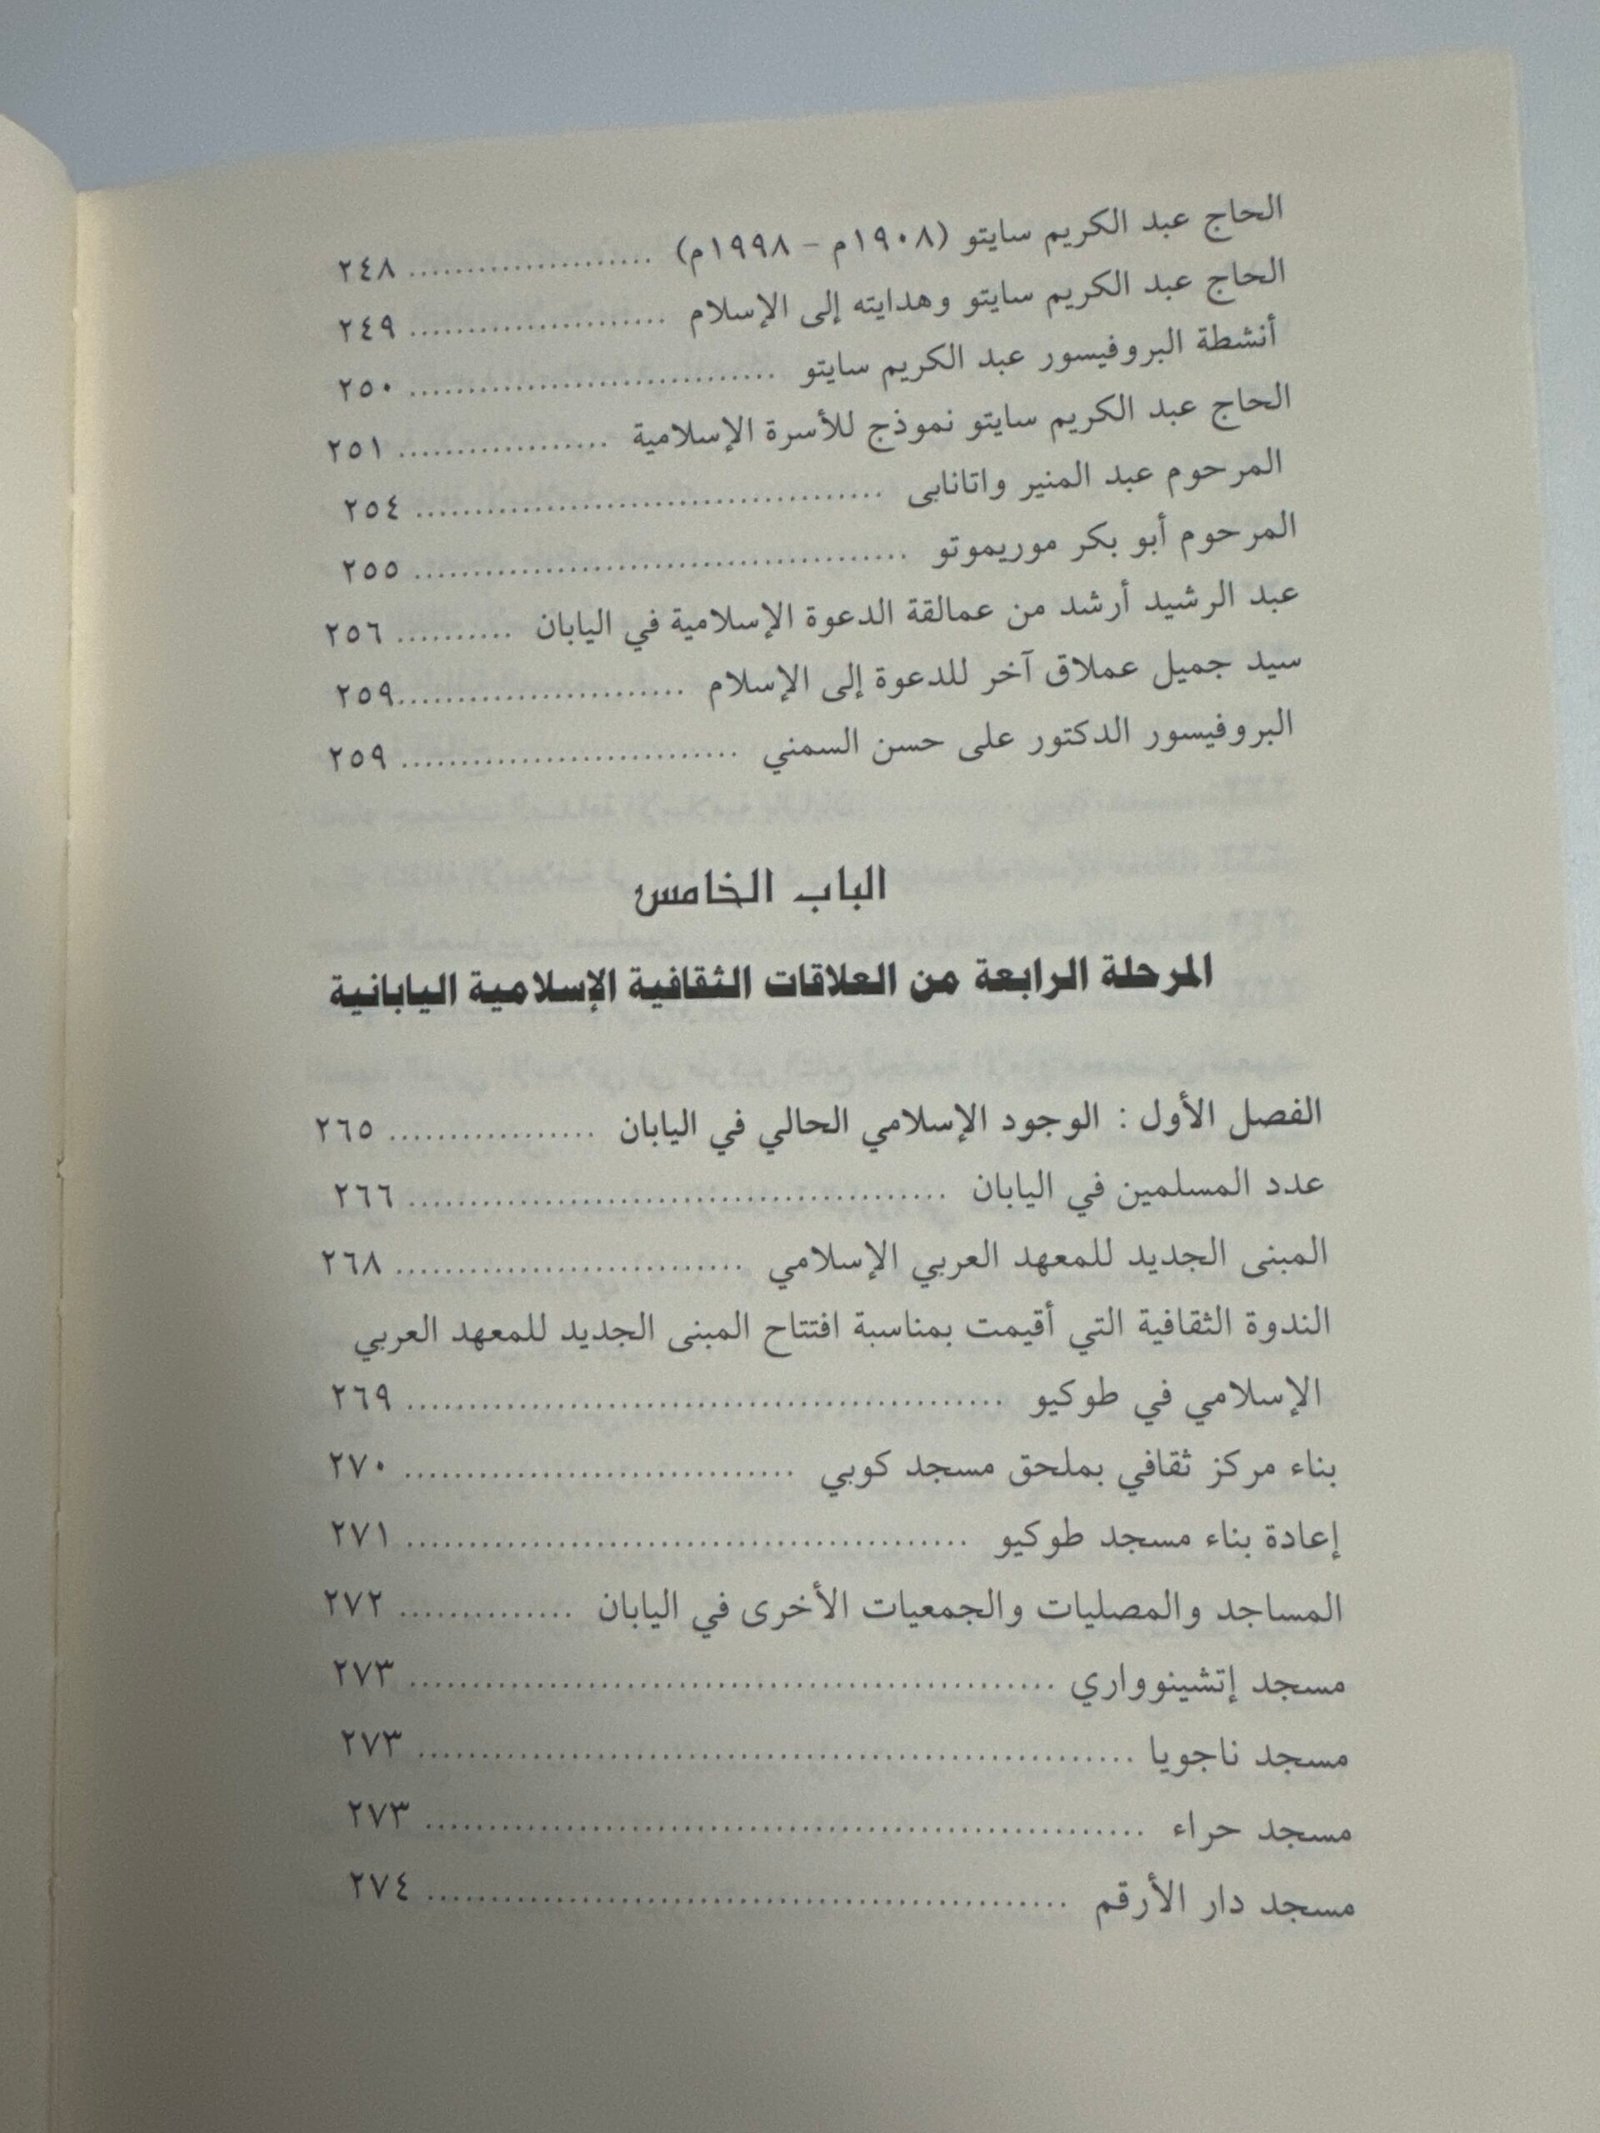 الحاج عبد الكريم سايتو (١٩٠٨م - ١٩٩٨م) ..................... ٢٤٨
الحاج عبد الكريم سايتو وهدايته إلى الإسلام ...................... ٢٤٩
أنشطة البروفيسور عبد الكريم سايتو ............................... ٢٥٠
الحاج عبد الكريم سايتو نموذج للأسرة الإسلامية .................. ٢٥١
المرحوم عبد المنير واتانابى ........................................ ٢٥٤
المرحوم أبو بكر موريموتو .......................................... ٢٥٥
عبد الرشيد أرشد من عمالقة الدعوة الإسلامية في اليابان .......... ٢٥٦
سيد جميل عملاق آخر للدعوة إلى الإسلام ........................ ٢٥٩
البروفيسور الدكتور على حسن السمني ............................. ٢٥٩
الباب الخامس
المرحلة الرابعة من العلاقات الثقافية الإسلامية اليابانية
الفصل الأول : الوجود الإسلامي الحالي في اليابان ................. ٢٦٥
عدد المسلمين في اليابان ............................................. ٢٦٦
المبنى الجديد للمعهد العربي الإسلامي ............................. ٢٦٨
الندوة الثقافية التي أقيمت بمناسبة افتتاح المبنى الجديد للمعهد العربي
الإسلامي في طوكيو ................................................. ٢٦٩
بناء مركز ثقافي بملحق مسجد كوبي ................................. ٢٧٠
إعادة بناء مسجد طوكيو ............................................... ٢٧١
المساجد والمصليات والجمعيات الأخرى في اليابان .............. ٢٧٢
مسجد إتشينوواري ..................................................... ٢٧٣
مسجد ناجويا ........................................................... ٢٧٣
مسجد حراء ............................................................ ٢٧٣
مسجد دار الأرقم ..................................................... ٢٧٤